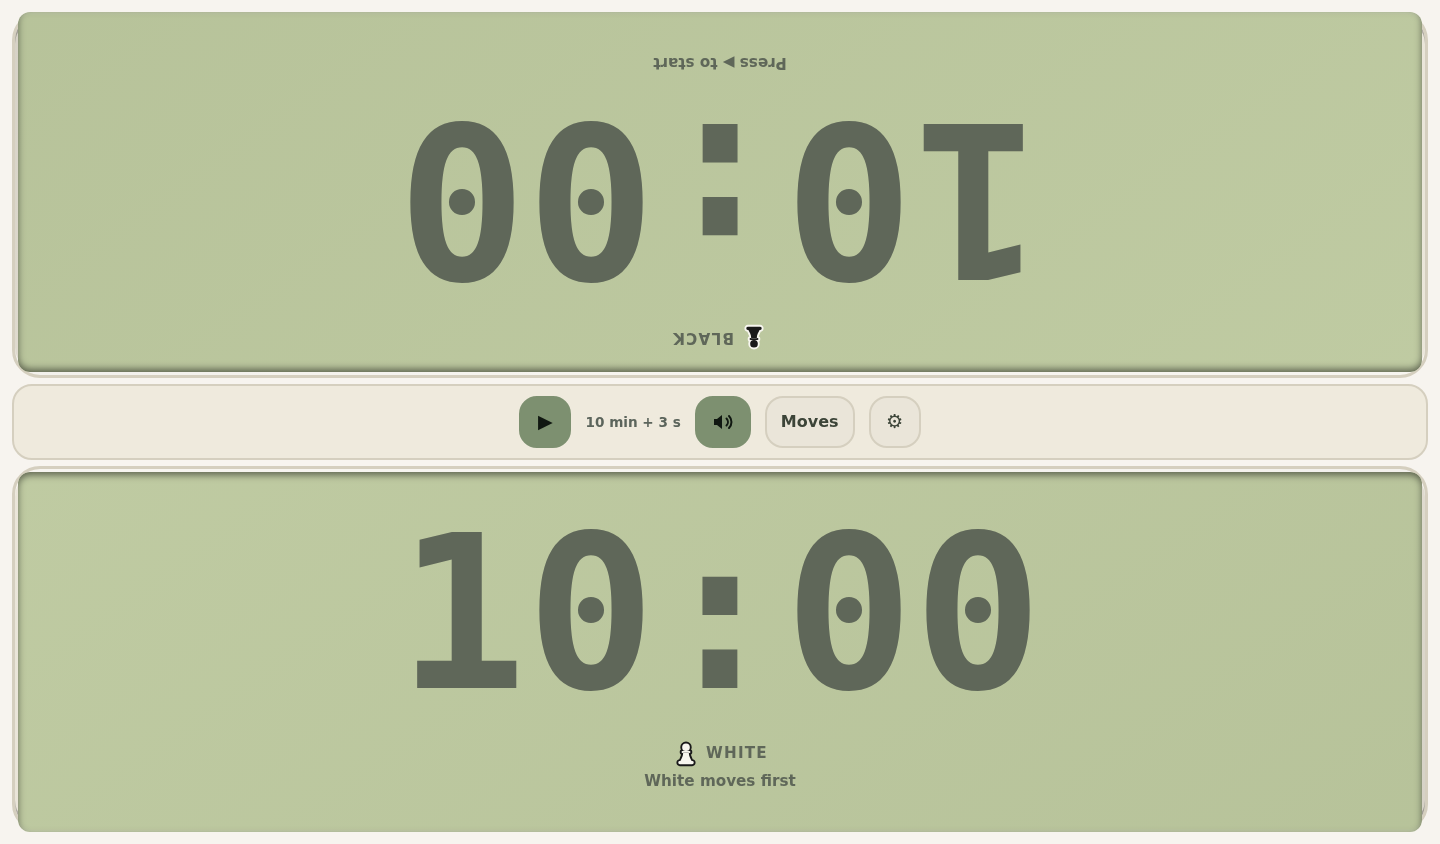 Press ▶ to start
10:00
BLACK
▶ 10 min + 3 s Moves
10:00
WHITE
White moves first